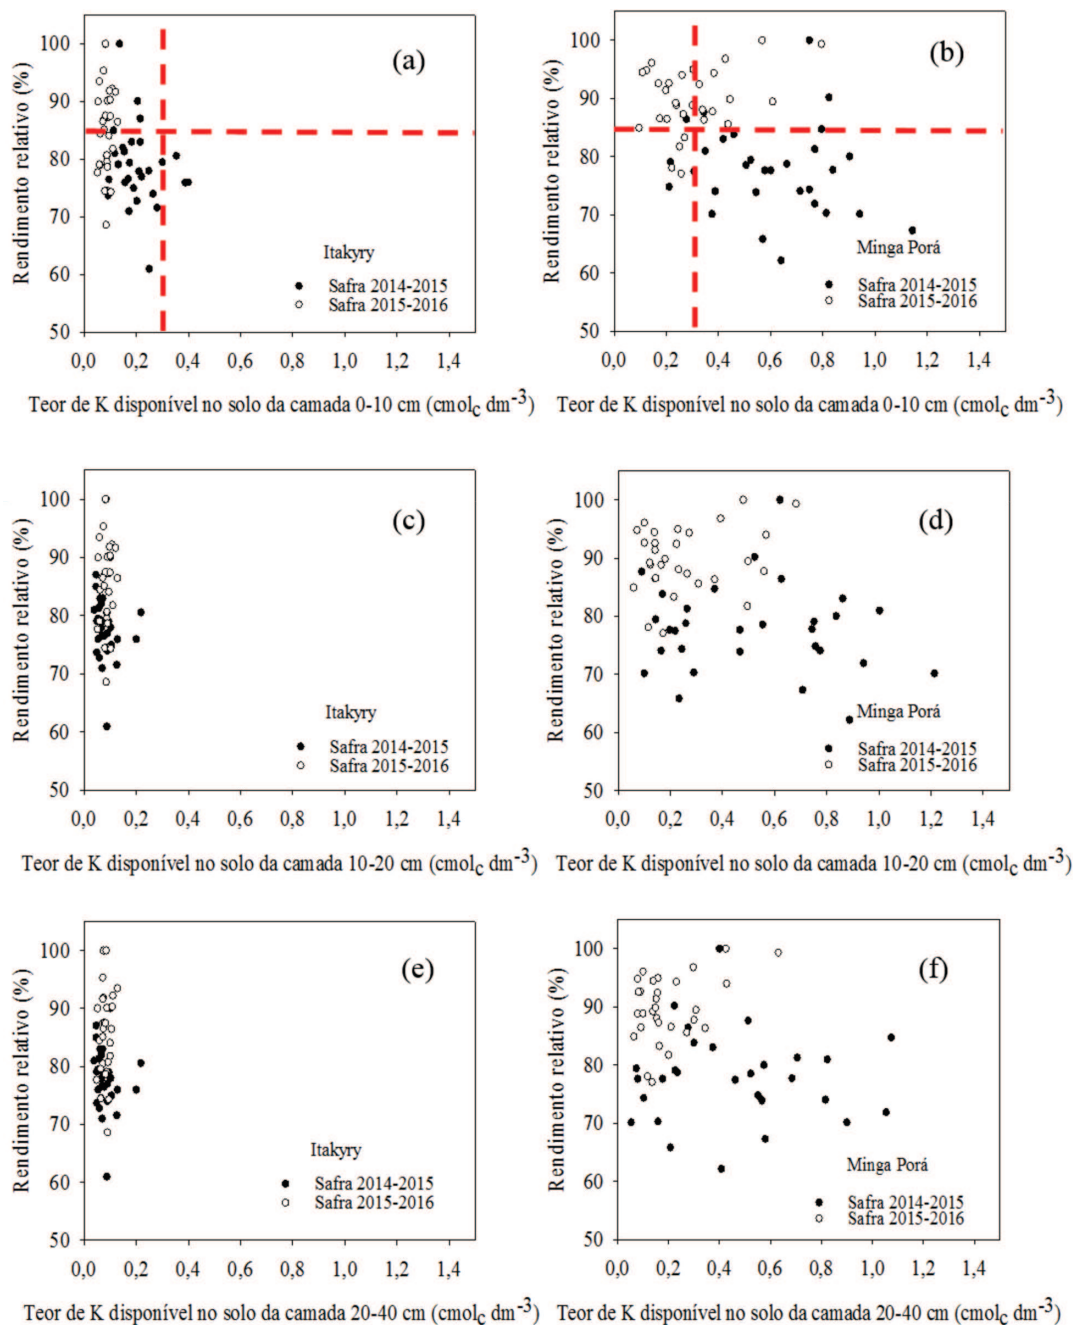 (a)
Rendimento relativo (%)
100
90
80
70
60
50
Itakyry
Safra 2014-2015
Safra 2015-2016
0,0 0,2 0,4 0,6 0,8 1,0 1,2 1,4
Teor de K disponível no solo da camada 0-10 cm (cmolc dm-3)
(b)
Rendimento relativo (%)
100
90
80
70
60
50
Minga Porá
Safra 2014-2015
Safra 2015-2016
0,0 0,2 0,4 0,6 0,8 1,0 1,2 1,4
Teor de K disponível no solo da camada 0-10 cm (cmolc dm-3)
(c)
Rendimento relativo (%)
100
90
80
70
60
50
Itakyry
Safra 2014-2015
Safra 2015-2016
0,0 0,2 0,4 0,6 0,8 1,0 1,2 1,4
Teor de K disponível no solo da camada 10-20 cm (cmolc dm-3)
(d)
Rendimento relativo (%)
100
90
80
70
60
50
Minga Porá
Safra 2014-2015
Safra 2015-2016
0,0 0,2 0,4 0,6 0,8 1,0 1,2 1,4
Teor de K disponível no solo da camada 10-20 cm (cmolc dm-3)
(e)
Rendimento relativo (%)
100
90
80
70
60
50
Itakyry
Safra 2014-2015
Safra 2015-2016
0,0 0,2 0,4 0,6 0,8 1,0 1,2 1,4
Teor de K disponível no solo da camada 20-40 cm (cmolc dm-3)
(f)
Rendimento relativo (%)
100
90
80
70
60
50
Minga Porá
Safra 2014-2015
Safra 2015-2016
0,0 0,2 0,4 0,6 0,8 1,0 1,2 1,4
Teor de K disponível no solo da camada 20-40 cm (cmolc dm-3)